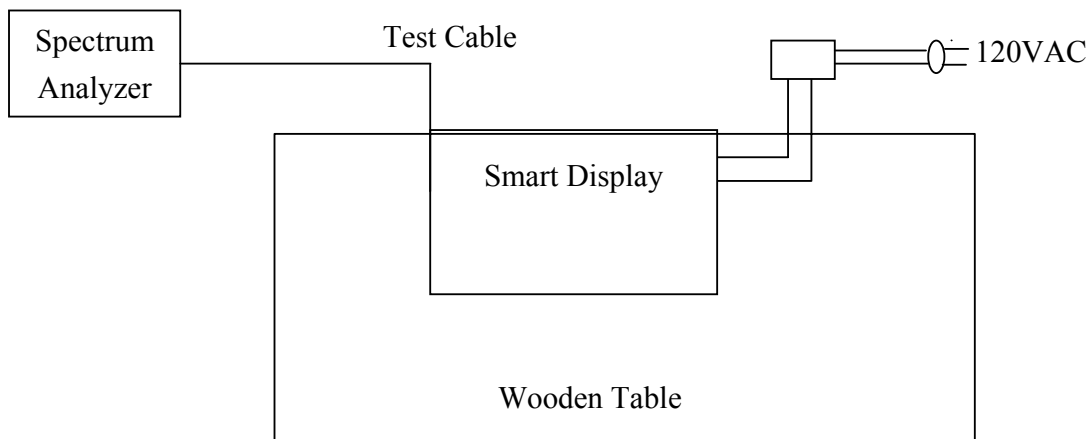 Spectrum
Analyzer
Test Cable
120VAC
Smart Display
Wooden Table